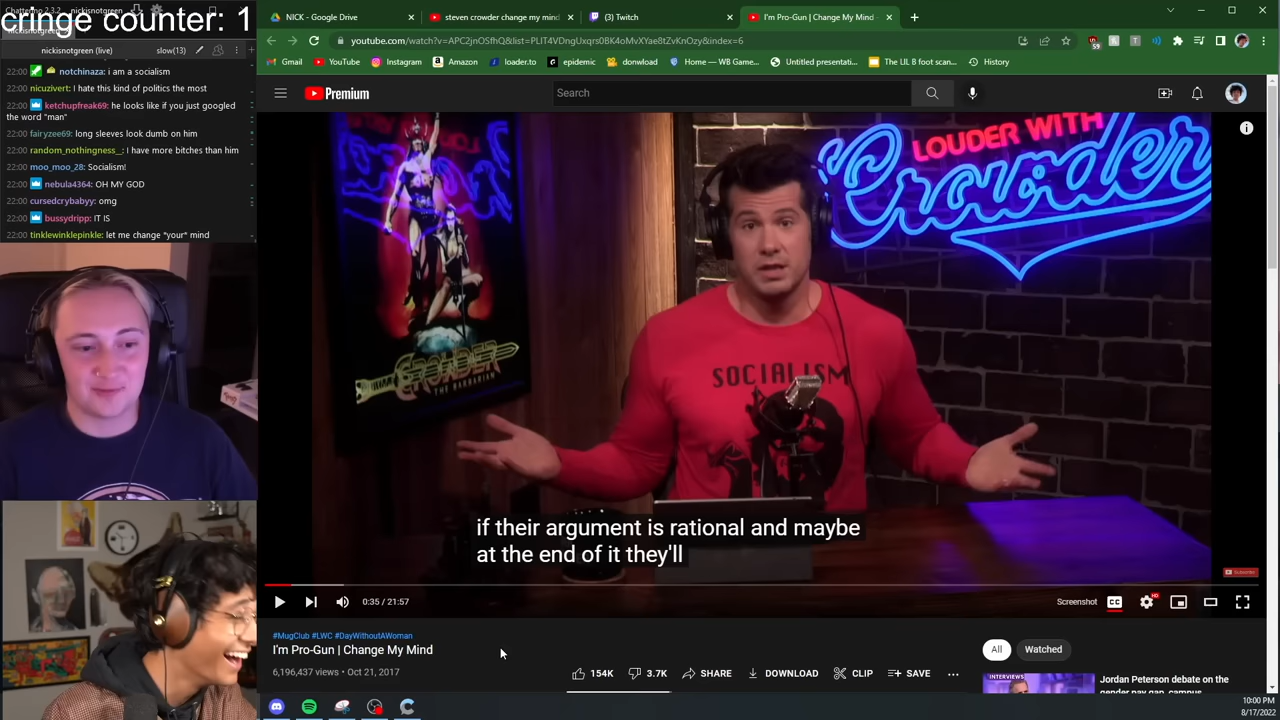 cringe counter: 1
nickisnotgreen (live)
slow(13)
22:00 notchinaza: i am a socialism
22:00 nicuzivert: I hate this kind of politics the most
22:00 ketchupfreak69: he looks like if you just googled
the word "man"
22:00 fairyzee69: long sleeves look dumb on him
22:00 random_nothingness_: I have more bitches than him
22:00 moo_moo_28: Socialism!
22:00 nebula4364: OH MY GOD
22:00 cursedcrybabyy: omg
22:00 bussydripp: IT IS
22:00 tinklewinklepinkle: let me change "your" mind
NICK - Google Drive
steven crowder change my mind
(3) Twitch
I'm Pro-Gun | Change My Mind -
youtube.com/watch?v=APC2jnOSfhQ&list=PLIT4VDngUxqrs0BK4oMvXYae8tZvKnOzy&index=6
59
Gmail
YouTube
Instagram
Amazon
loader.to
epidemic
donwload
Home — WB Game...
Untitled presentati...
The LIL B foot scan...
History
Premium
Search
LOUDER WITH
Crowder
CROWDER
THE BARBARIAN
SOCIALISM
if their argument is rational and maybe
at the end of it they'll
Subscribe
0:35 / 21:57
Screenshot
CC
HD
#MugClub #LWC #DayWithoutAWoman
I'm Pro-Gun | Change My Mind
6,196,437 views • Oct 21, 2017
154K
3.7K
SHARE
DOWNLOAD
CLIP
SAVE
All
Watched
INTERVIEWS
Jordan Peterson debate on the
gender pay gap, campus
10:00 PM
8/17/2022